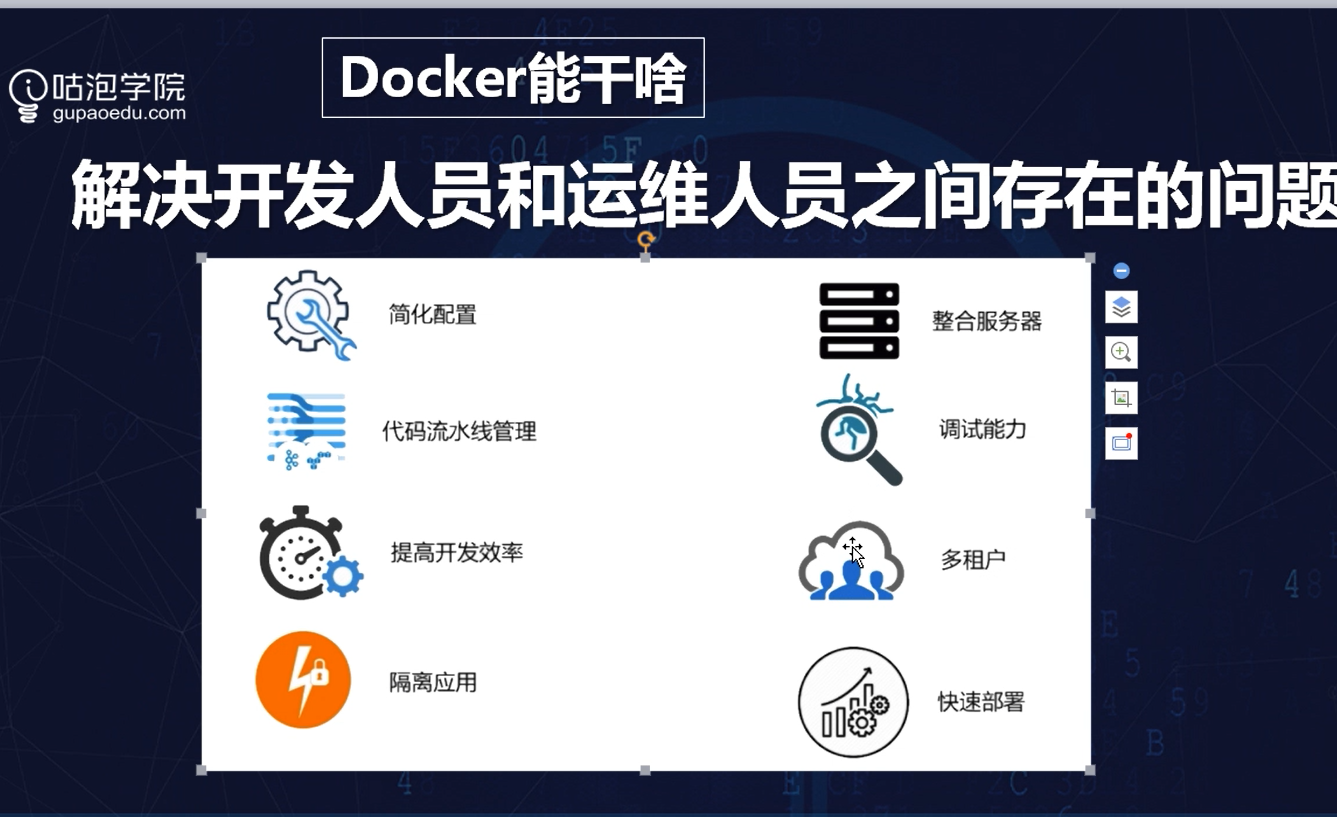 Docker能干啥
咕泡学院
gupaoedu.com
解决开发人员和运维人员之间存在的问题
简化配置
整合服务器
代码流水线管理
调试能力
提高开发效率
多租户
隔离应用
快速部署